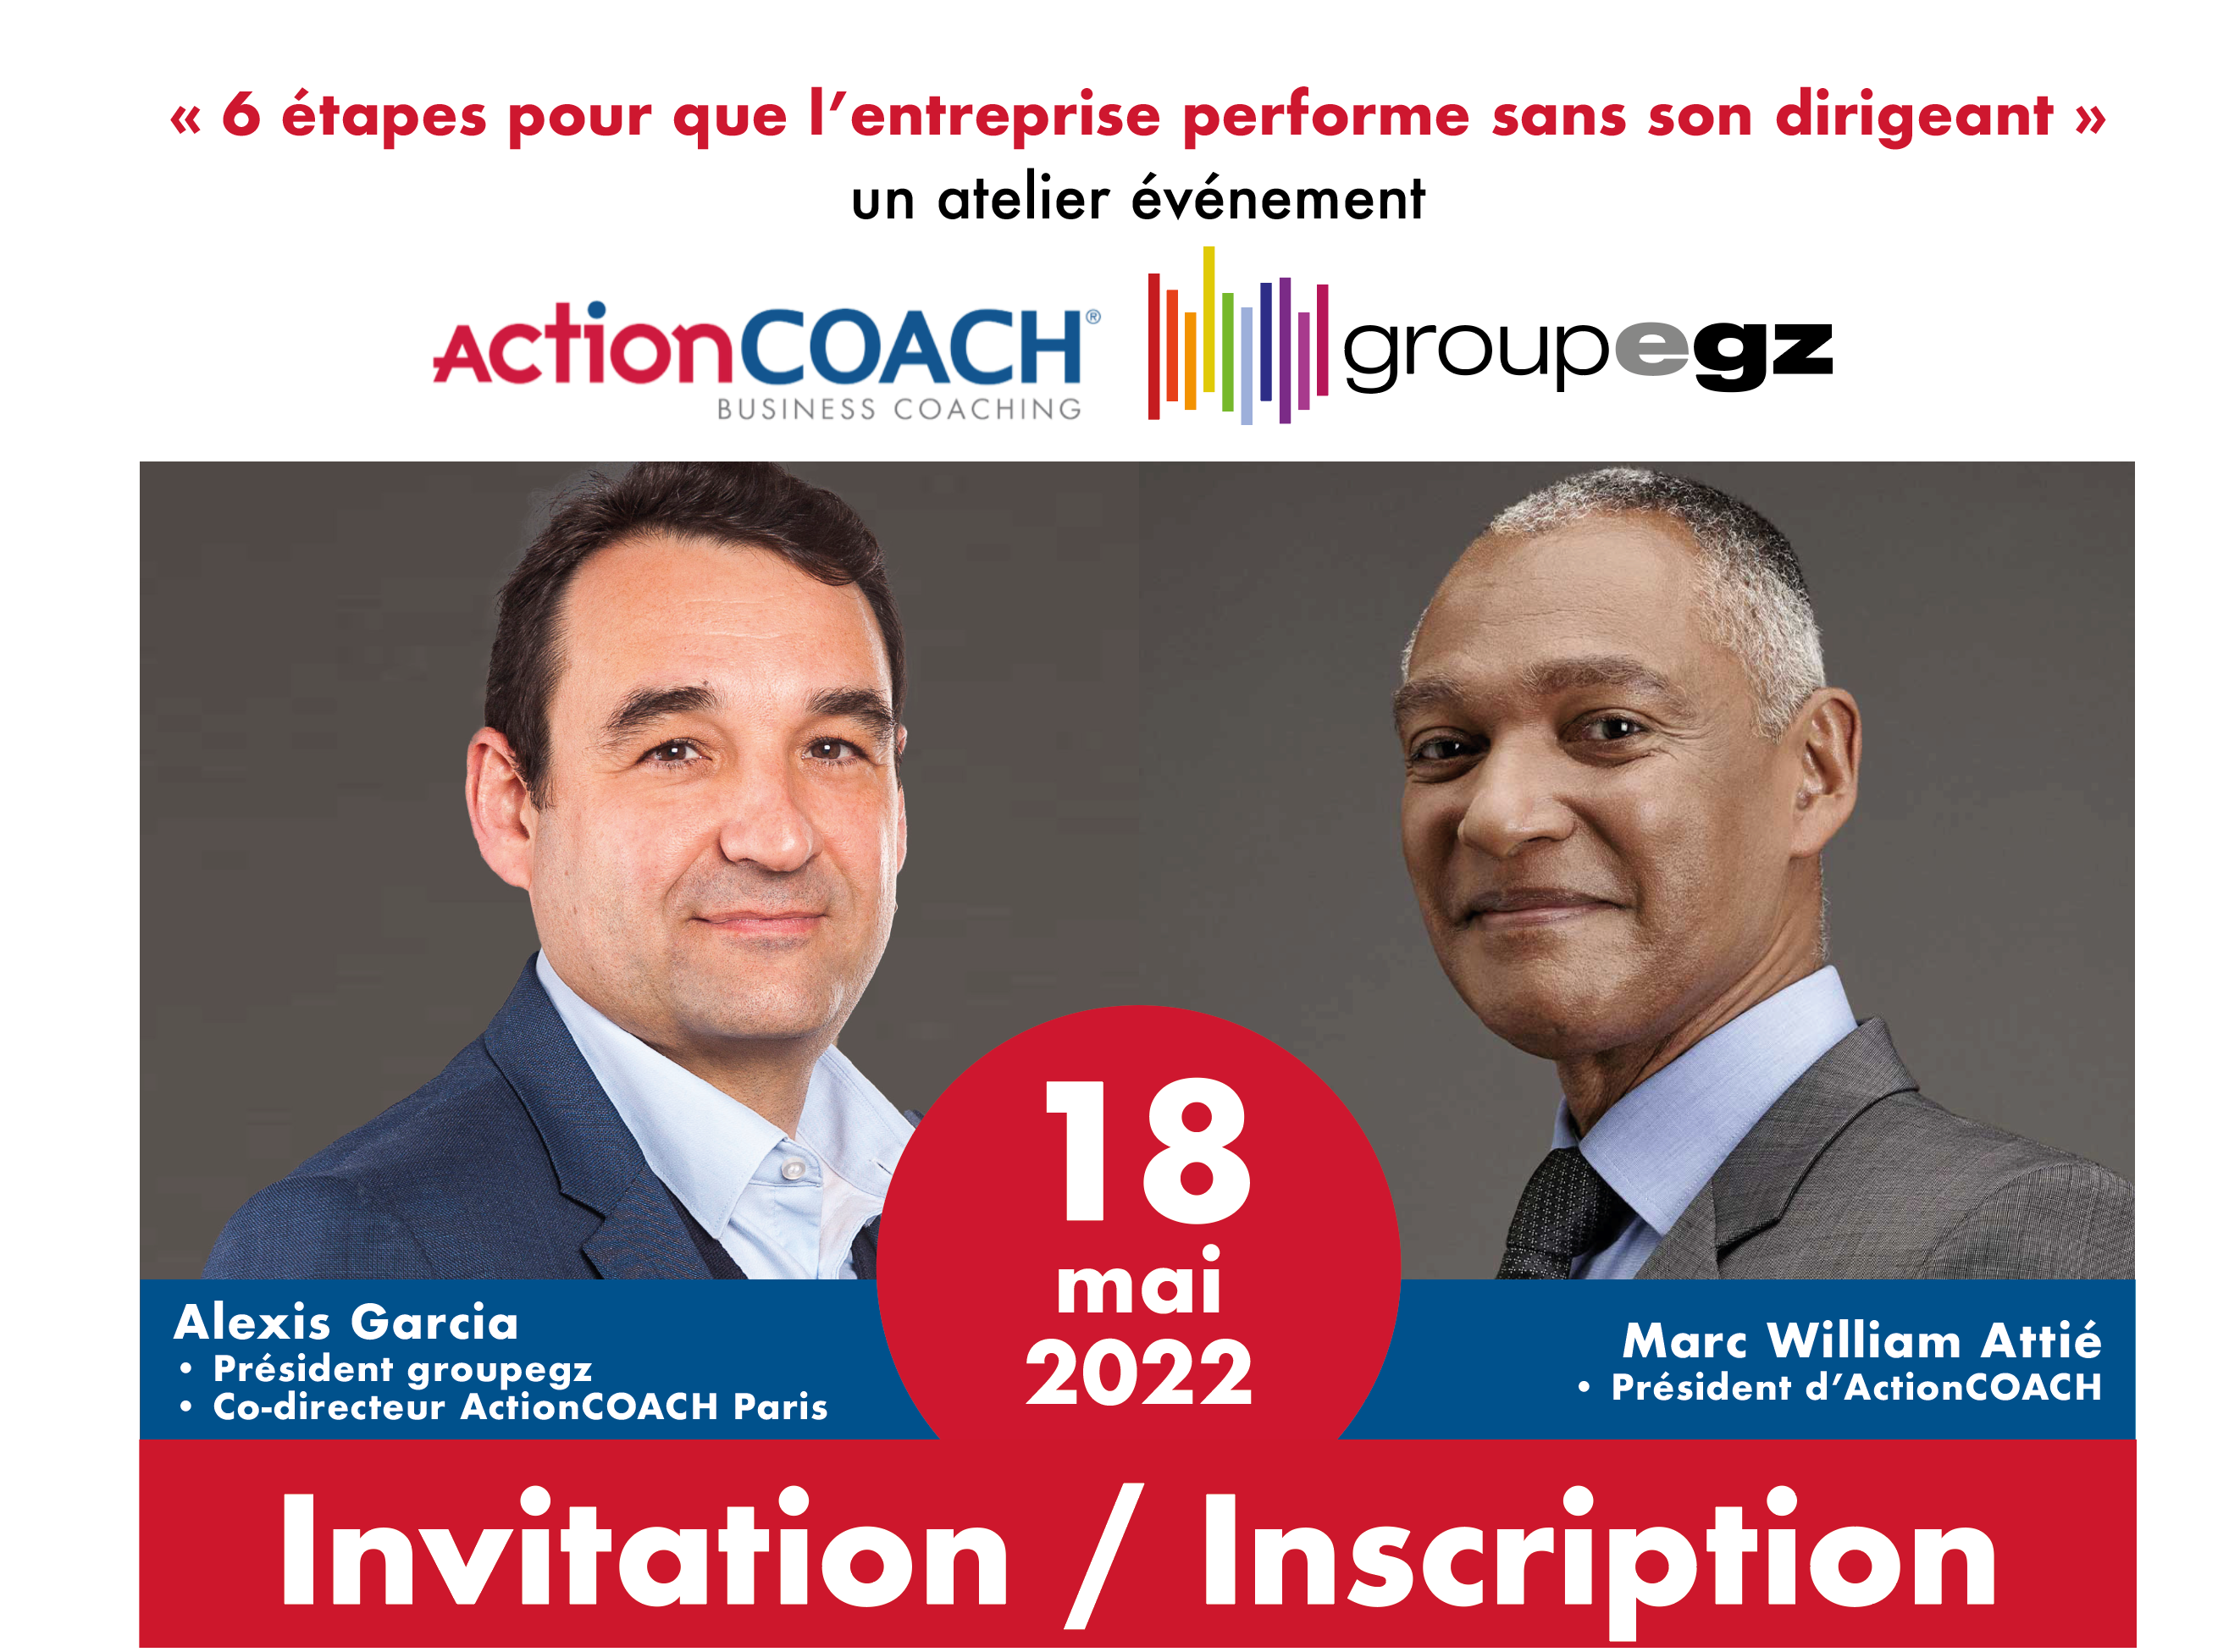 « 6 étapes pour que l’entreprise performe sans son dirigeant »
un atelier événement
ActionCOACH®
BUSINESS COACHING
groupegz
18
mai
2022
Alexis Garcia
• Président groupegz
• Co-directeur ActionCOACH Paris
Marc William Attié
• Président d’ActionCOACH
Invitation / Inscription